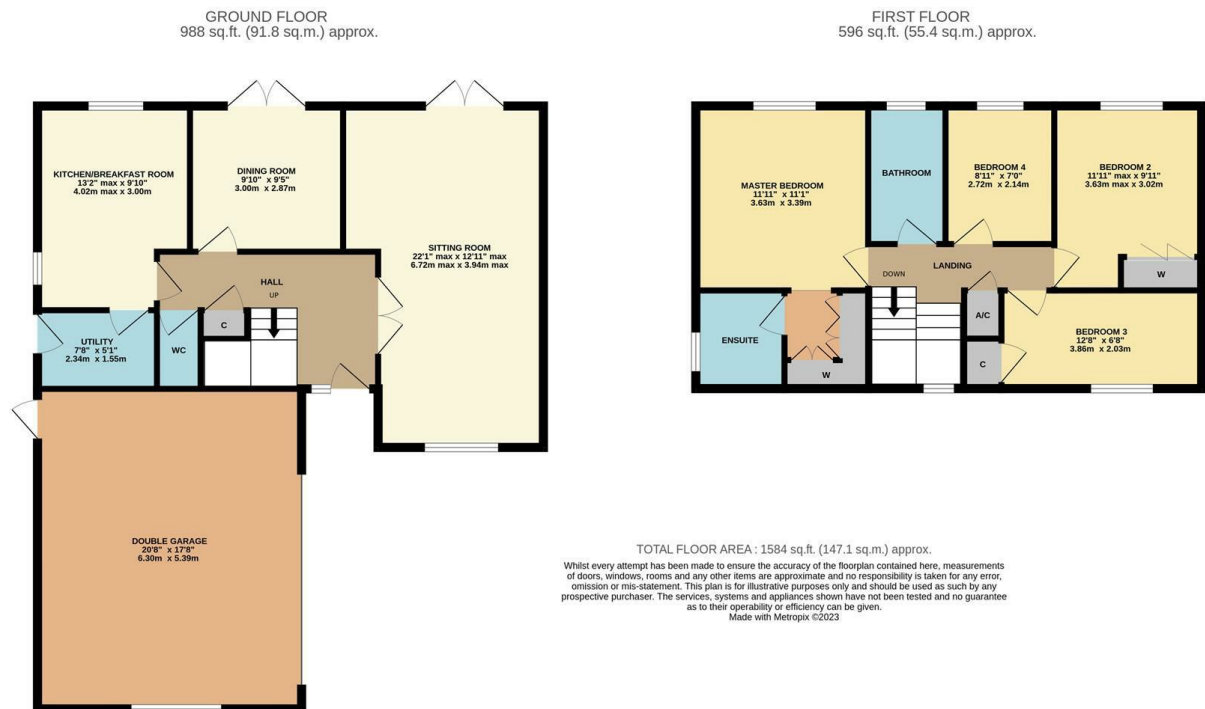 GROUND FLOOR
988 sq.ft. (91.8 sq.m.) approx.
KITCHEN/BREAKFAST ROOM
13'2" max x 9'10"
4.02m max x 3.00m
DINING ROOM
9'10" x 9'5"
3.00m x 2.87m
SITTING ROOM
22'1" max x 12'11" max
6.72m max x 3.94m max
HALL
UP
C
UTILITY
7'8" x 5'1"
2.34m x 1.55m
WC
DOUBLE GARAGE
20'8" x 17'8"
6.30m x 5.39m
FIRST FLOOR
596 sq.ft. (55.4 sq.m.) approx.
MASTER BEDROOM
11'11" x 11'1"
3.63m x 3.39m
BATHROOM
BEDROOM 4
8'11" x 7'0"
2.72m x 2.14m
BEDROOM 2
11'11" max x 9'11"
3.63m max x 3.02m
DOWN
LANDING
W
ENSUITE
W
A/C
C
BEDROOM 3
12'8" x 6'8"
3.86m x 2.03m
TOTAL FLOOR AREA : 1584 sq.ft. (147.1 sq.m.) approx.
Whilst every attempt has been made to ensure the accuracy of the floorplan contained here, measurements
of doors, windows, rooms and any other items are approximate and no responsibility is taken for any error,
omission or mis-statement. This plan is for illustrative purposes only and should be used as such by any
prospective purchaser. The services, systems and appliances shown have not been tested and no guarantee
as to their operability or efficiency can be given.
Made with Metropix ©2023